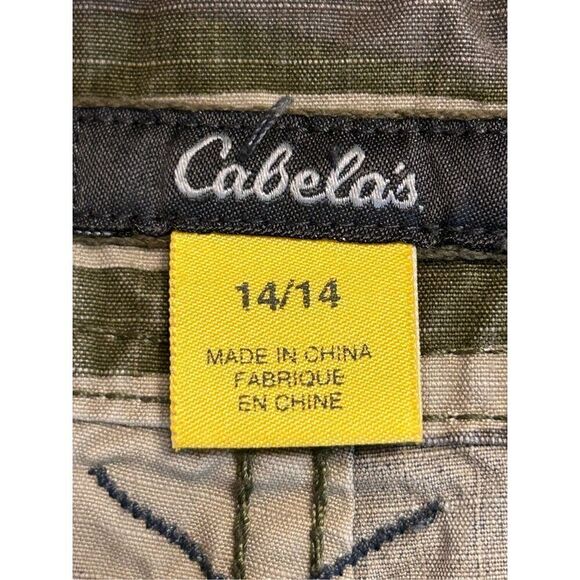 Cabela's
14/14
MADE IN CHINA
FABRIQUE
EN CHINE